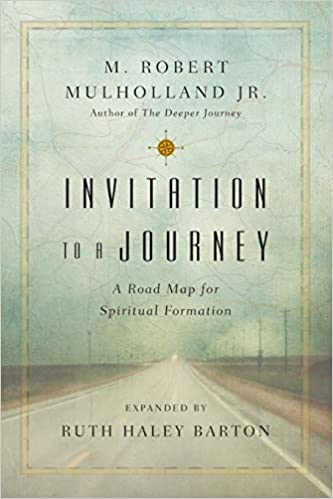 M. ROBERT
MULHOLLAND JR.
Author of The Deeper Journey
INVITATION
TO A JOURNEY
A Road Map for
Spiritual Formation
EXPANDED BY
RUTH HALEY BARTON